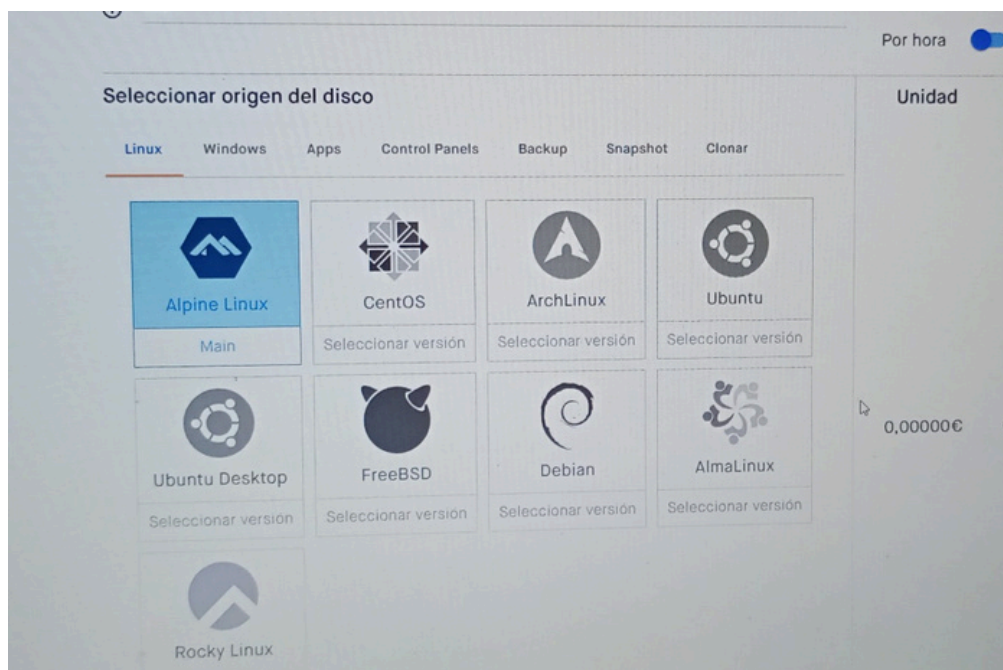 Por hora
Seleccionar origen del disco
Unidad
Linux Windows Apps Control Panels Backup Snapshot Clonar
Alpine Linux CentOS ArchLinux Ubuntu
Main Seleccionar versión Seleccionar versión Seleccionar versión
Ubuntu Desktop FreeBSD Debian AlmaLinux
Seleccionar versión Seleccionar versión Seleccionar versión Seleccionar versión
0,00000€
Rocky Linux